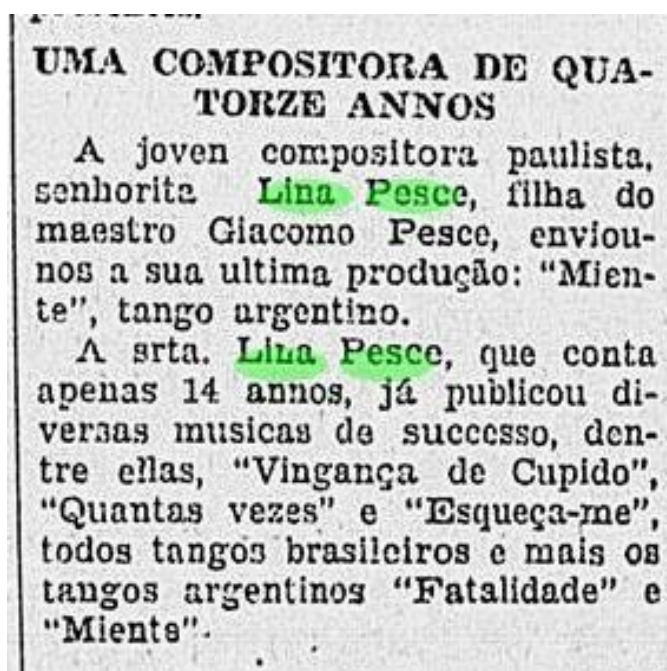 UMA COMPOSITORA DE QUA-
TORZE ANNOS
A joven compositora paulista,
senhorita Lina Pesce, filha do
maestro Giacomo Pesce, enviou-
nos a sua ultima produção: "Mien-
te", tango argentino.
A srta. Lina Pesce, que conta
apenas 14 annos, já publicou di-
versas musicas de successo, den-
tre ellas, "Vingança de Cupido",
"Quantas vezes" e "Esqueça-me",
todos tangos brasileiros e mais os
tangos argentinos "Fatalidade" e
"Miente".